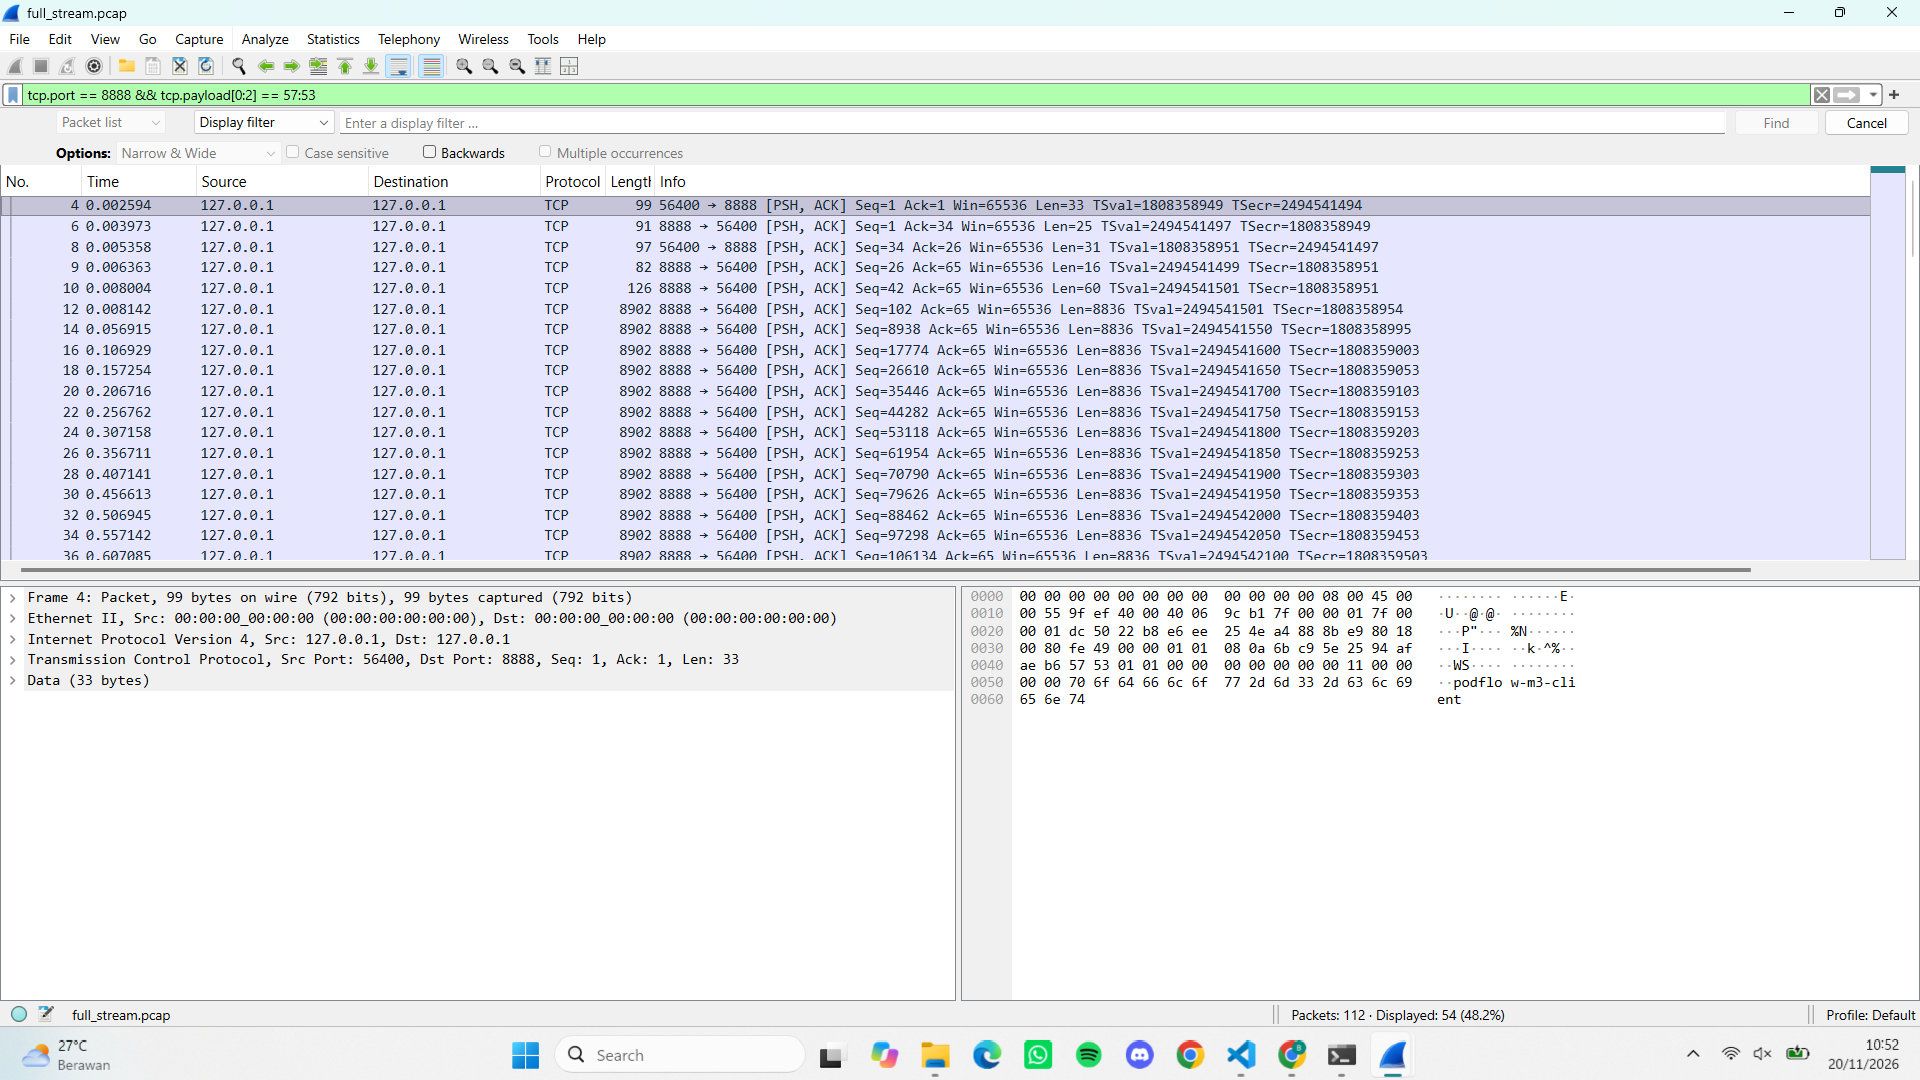 full_stream.pcap
File Edit View Go Capture Analyze Statistics Telephony Wireless Tools Help
tcp.port == 8888 && tcp.payload[0:2] == 57:53
Packet list Display filter Enter a display filter ... Find Cancel
Options: Narrow & Wide Case sensitive Backwards Multiple occurrences
No. Time Source Destination Protocol Length Info
4 0.002594 127.0.0.1 127.0.0.1 TCP 99 56400 → 8888 [PSH, ACK] Seq=1 Ack=1 Win=65536 Len=33 TSval=1808358949 TSecr=2494541494
6 0.003973 127.0.0.1 127.0.0.1 TCP 91 8888 → 56400 [PSH, ACK] Seq=1 Ack=34 Win=65536 Len=25 TSval=2494541497 TSecr=1808358949
8 0.005358 127.0.0.1 127.0.0.1 TCP 97 56400 → 8888 [PSH, ACK] Seq=34 Ack=26 Win=65536 Len=31 TSval=1808358951 TSecr=2494541497
9 0.006363 127.0.0.1 127.0.0.1 TCP 82 8888 → 56400 [PSH, ACK] Seq=26 Ack=65 Win=65536 Len=16 TSval=2494541499 TSecr=1808358951
10 0.008004 127.0.0.1 127.0.0.1 TCP 126 8888 → 56400 [PSH, ACK] Seq=42 Ack=65 Win=65536 Len=60 TSval=2494541501 TSecr=1808358951
12 0.008142 127.0.0.1 127.0.0.1 TCP 8902 8888 → 56400 [PSH, ACK] Seq=102 Ack=65 Win=65536 Len=8836 TSval=2494541501 TSecr=1808358954
14 0.056915 127.0.0.1 127.0.0.1 TCP 8902 8888 → 56400 [PSH, ACK] Seq=8938 Ack=65 Win=65536 Len=8836 TSval=2494541550 TSecr=1808358995
16 0.106929 127.0.0.1 127.0.0.1 TCP 8902 8888 → 56400 [PSH, ACK] Seq=17774 Ack=65 Win=65536 Len=8836 TSval=2494541600 TSecr=1808359003
18 0.157254 127.0.0.1 127.0.0.1 TCP 8902 8888 → 56400 [PSH, ACK] Seq=26610 Ack=65 Win=65536 Len=8836 TSval=2494541650 TSecr=1808359053
20 0.206716 127.0.0.1 127.0.0.1 TCP 8902 8888 → 56400 [PSH, ACK] Seq=35446 Ack=65 Win=65536 Len=8836 TSval=2494541700 TSecr=1808359103
22 0.256762 127.0.0.1 127.0.0.1 TCP 8902 8888 → 56400 [PSH, ACK] Seq=44282 Ack=65 Win=65536 Len=8836 TSval=2494541750 TSecr=1808359153
24 0.307158 127.0.0.1 127.0.0.1 TCP 8902 8888 → 56400 [PSH, ACK] Seq=53118 Ack=65 Win=65536 Len=8836 TSval=2494541800 TSecr=1808359203
26 0.356711 127.0.0.1 127.0.0.1 TCP 8902 8888 → 56400 [PSH, ACK] Seq=61954 Ack=65 Win=65536 Len=8836 TSval=2494541850 TSecr=1808359253
28 0.407141 127.0.0.1 127.0.0.1 TCP 8902 8888 → 56400 [PSH, ACK] Seq=70790 Ack=65 Win=65536 Len=8836 TSval=2494541900 TSecr=1808359303
30 0.456613 127.0.0.1 127.0.0.1 TCP 8902 8888 → 56400 [PSH, ACK] Seq=79626 Ack=65 Win=65536 Len=8836 TSval=2494541950 TSecr=1808359353
32 0.506945 127.0.0.1 127.0.0.1 TCP 8902 8888 → 56400 [PSH, ACK] Seq=88462 Ack=65 Win=65536 Len=8836 TSval=2494542000 TSecr=1808359403
34 0.557142 127.0.0.1 127.0.0.1 TCP 8902 8888 → 56400 [PSH, ACK] Seq=97298 Ack=65 Win=65536 Len=8836 TSval=2494542050 TSecr=1808359453
36 0.607085 127.0.0.1 127.0.0.1 TCP 8902 8888 → 56400 [PSH, ACK] Seq=106134 Ack=65 Win=65536 Len=8836 TSval=2494542100 TSecr=1808359503
Frame 4: Packet, 99 bytes on wire (792 bits), 99 bytes captured (792 bits)
Ethernet II, Src: 00:00:00_00:00:00 (00:00:00:00:00:00), Dst: 00:00:00_00:00:00 (00:00:00:00:00:00)
Internet Protocol Version 4, Src: 127.0.0.1, Dst: 127.0.0.1
Transmission Control Protocol, Src Port: 56400, Dst Port: 8888, Seq: 1, Ack: 1, Len: 33
Data (33 bytes)
0000 00 00 00 00 00 00 00 00 00 00 00 00 08 00 45 00 ········ ······E·
0010 00 55 9f ef 40 00 40 06 9c b1 7f 00 00 01 7f 00 ·U··@·@· ········
0020 00 01 dc 50 22 b8 e6 ee 25 4e a4 88 8b e9 80 18 ···P"··· %N······
0030 00 80 fe 49 00 00 01 01 08 0a 6b c9 5e 25 94 af ···I···· ··k·^%··
0040 ae b6 57 53 01 01 00 00 00 00 00 00 00 11 00 00 ··WS···· ········
0050 00 00 70 6f 64 66 6c 6f 77 2d 6d 33 2d 63 6c 69 ··podflo w-m3-cli
0060 65 6e 74 ent
full_stream.pcap Packets: 112 · Displayed: 54 (48.2%) Profile: Default
27°C
Berawan
Search
10:52
20/11/2026